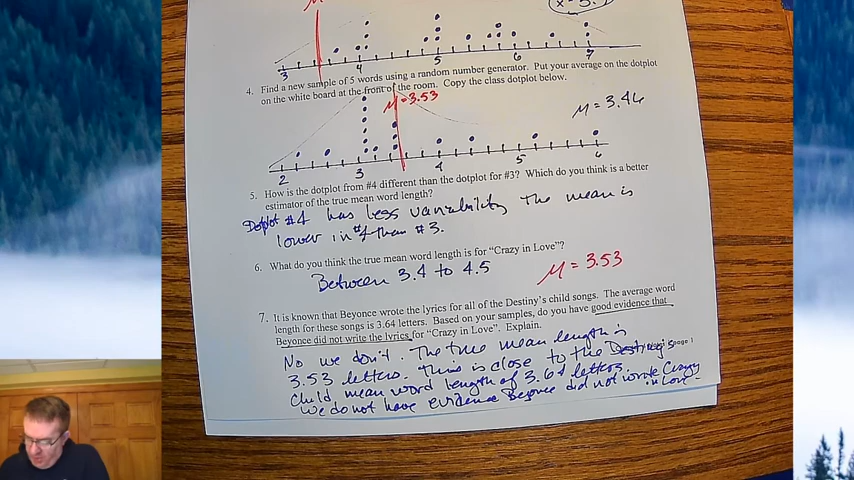 3 4 5 6 7
4. Find a new sample of 5 words using a random number generator. Put your average on the dotplot
on the white board at the front of the room. Copy the class dotplot below.
μ=3.53
μ = 3.46
2 3 4 5 6
5. How is the dotplot from #4 different than the dotplot for #3? Which do you think is a better
estimator of the true mean word length?
Dotplot #4 has less variability The mean is
lower in #4 than #3.
6. What do you think the true mean word length is for “Crazy in Love”?
Between 3.4 to 4.5
μ = 3.53
7. It is known that Beyonce wrote the lyrics for all of the Destiny’s child songs. The average word
length for these songs is 3.64 letters. Based on your samples, do you have good evidence that
Beyonce did not write the lyrics for “Crazy in Love”. Explain.
No we don't. The true mean length is
3.53 letters. This is close to the Destiny's
child mean word length of 3.64 letters.
We do not have evidence Beyonce did not wrote Crazy
in Love.